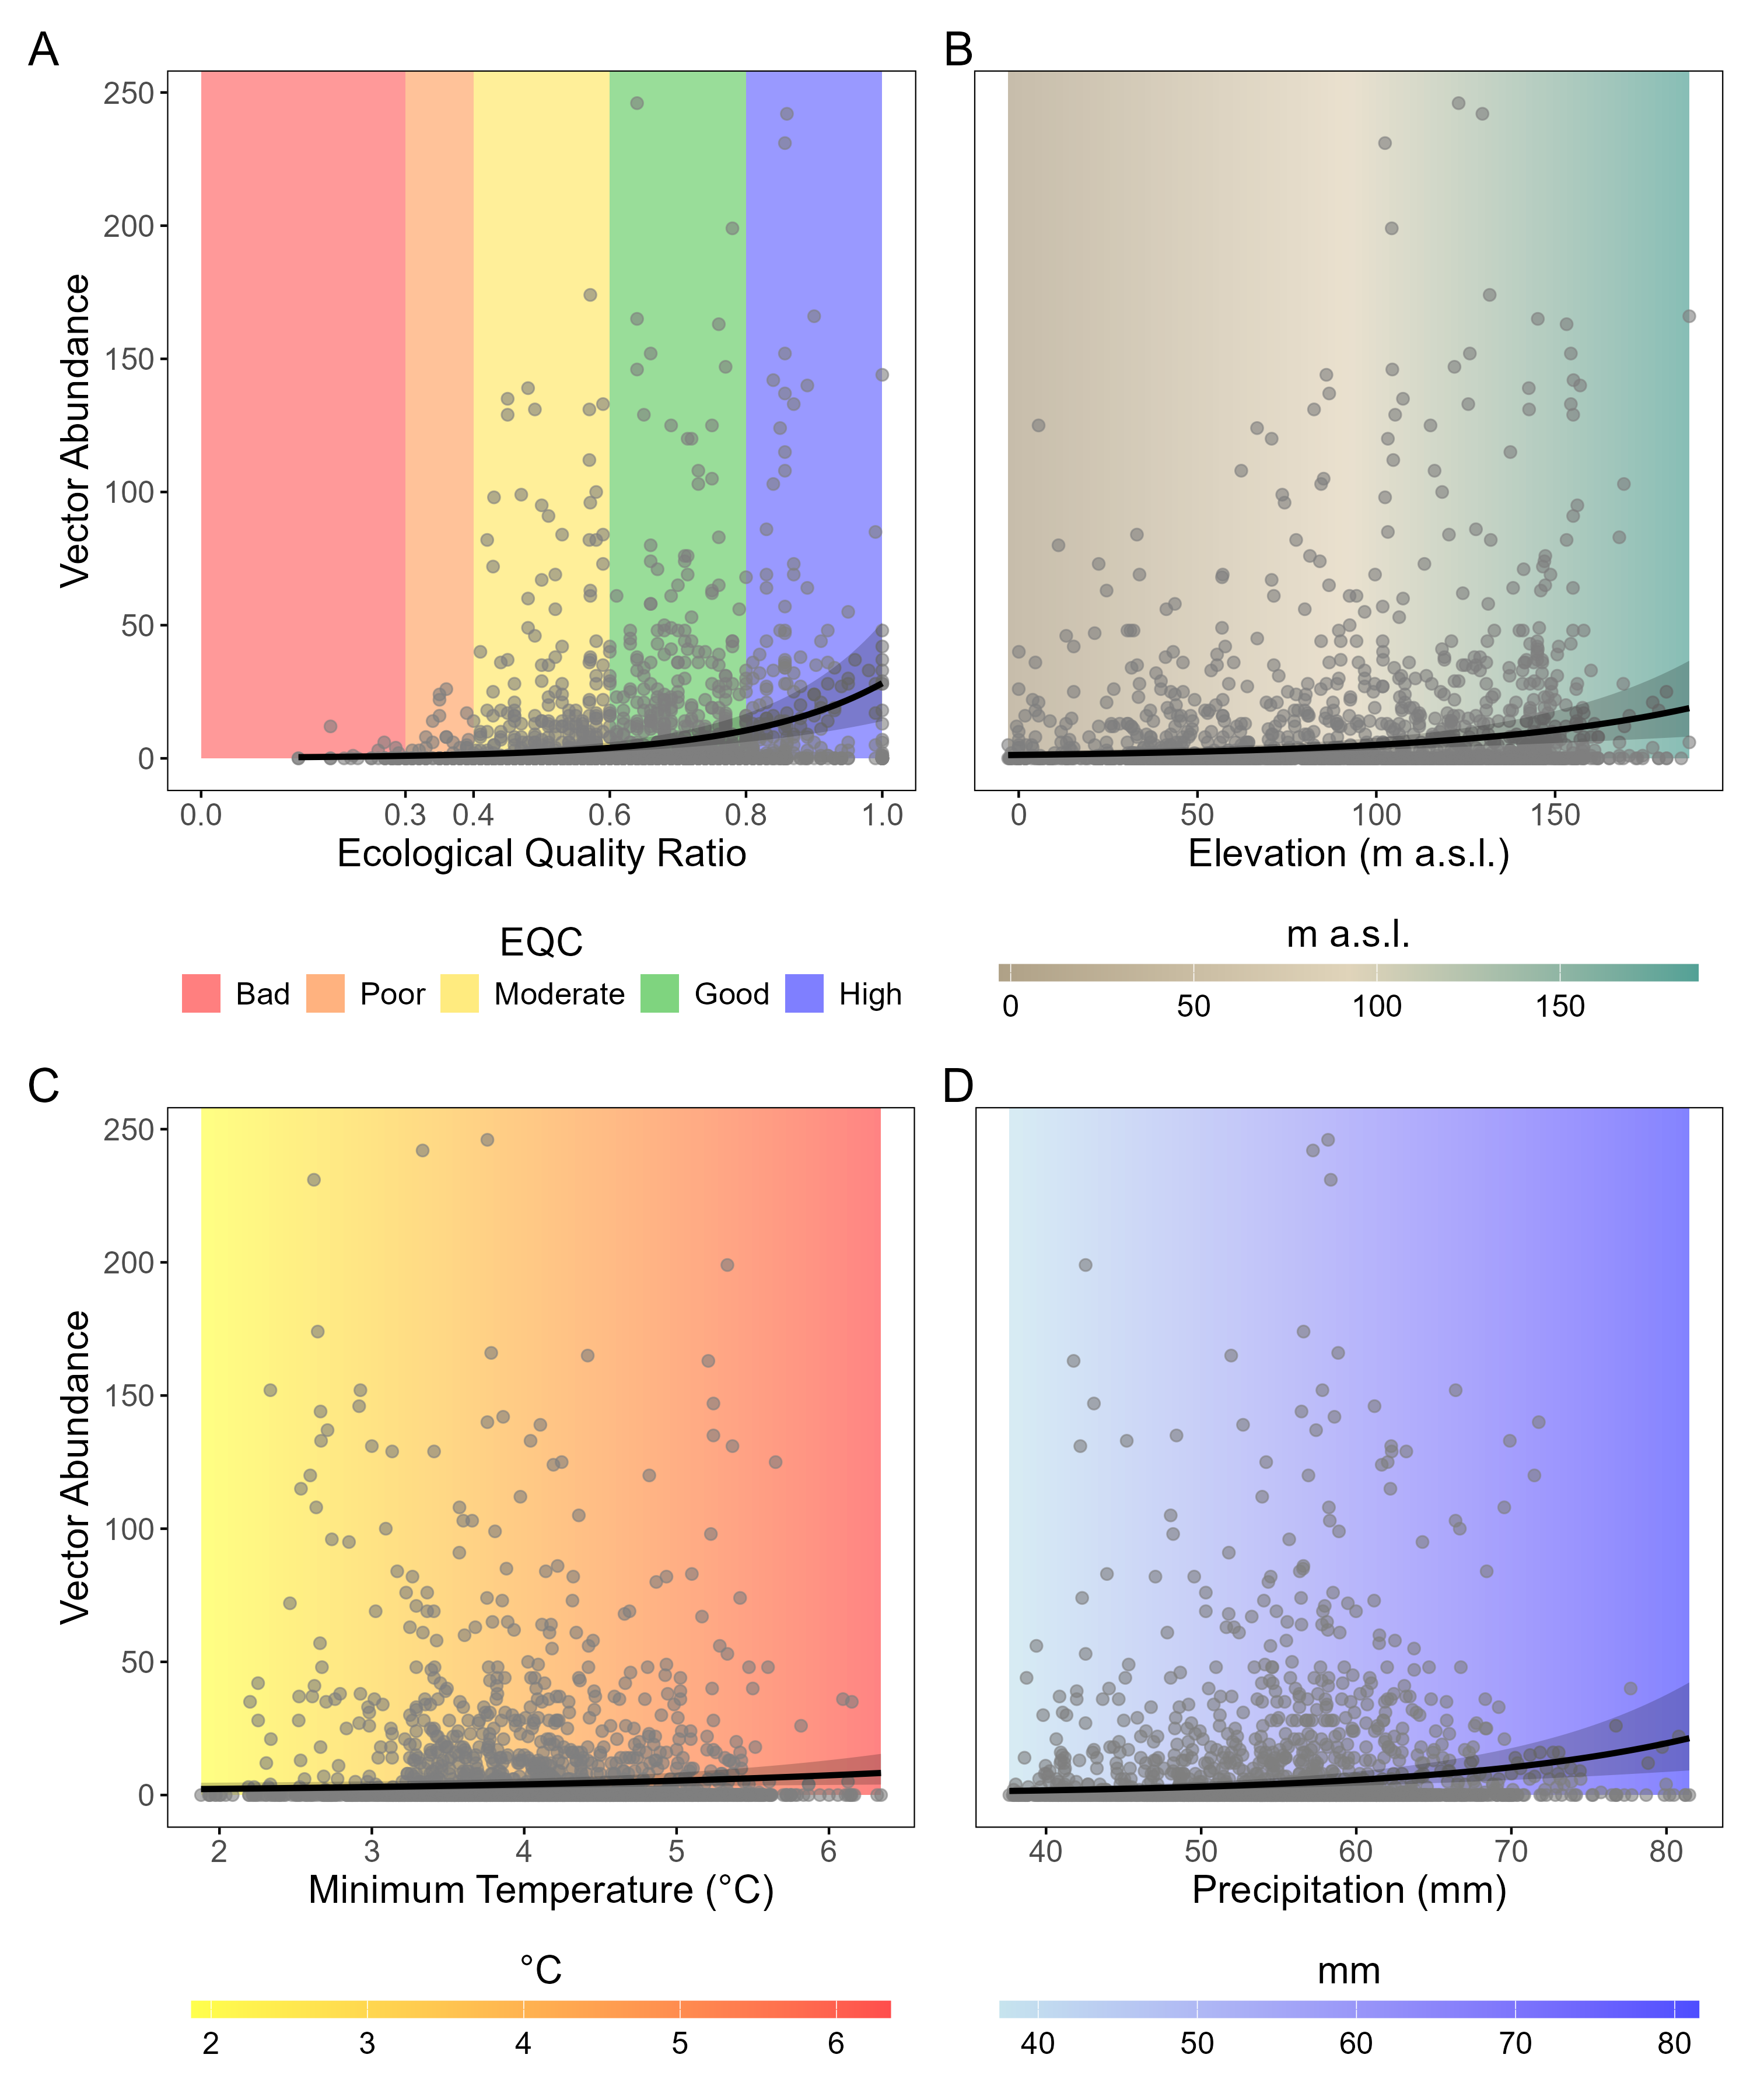 A
B
250
200
150
100
50
0
Vector Abundance
0.0 0.3 0.4 0.6 0.8 1.0
Ecological Quality Ratio
0 50 100 150
Elevation (m a.s.l.)
EQC
Bad Poor Moderate Good High
m a.s.l.
0 50 100 150
C
D
250
200
150
100
50
0
Vector Abundance
2 3 4 5 6
Minimum Temperature (°C)
40 50 60 70 80
Precipitation (mm)
°C
2 3 4 5 6
mm
40 50 60 70 80